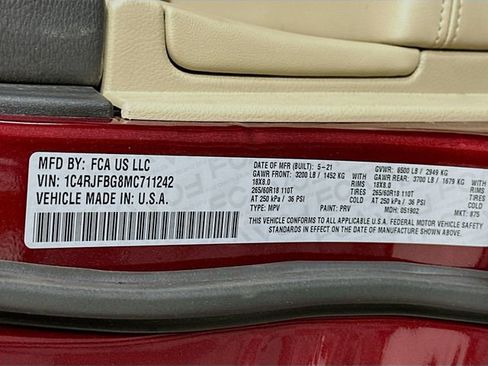 MFD BY: FCA US LLC
VIN: 1C4RJFBG8MC711242
VEHICLE MADE IN: U.S.A.
DATE OF MFR (BUILT): 5-21
GVWR: 6500 LB / 2949 KG
GAWR FRONT: 3200 LB / 1452 KG
GAWR REAR: 3700 LB / 1679 KG
18X8.0 RIMS 18X8.0
265/60R18 110T TIRES 265/60R18 110T
AT 250 kPa / 36 PSI COLD AT 250 kPa / 36 PSI COLD
TYPE: MPV PAINT: PRV MDH: 051902 MKT: 875
THIS VEHICLE CONFORMS TO ALL APPLICABLE U.S.A. FEDERAL MOTOR VEHICLE SAFETY
STANDARDS IN EFFECT ON THE DATE OF MANUFACTURE SHOWN ABOVE.